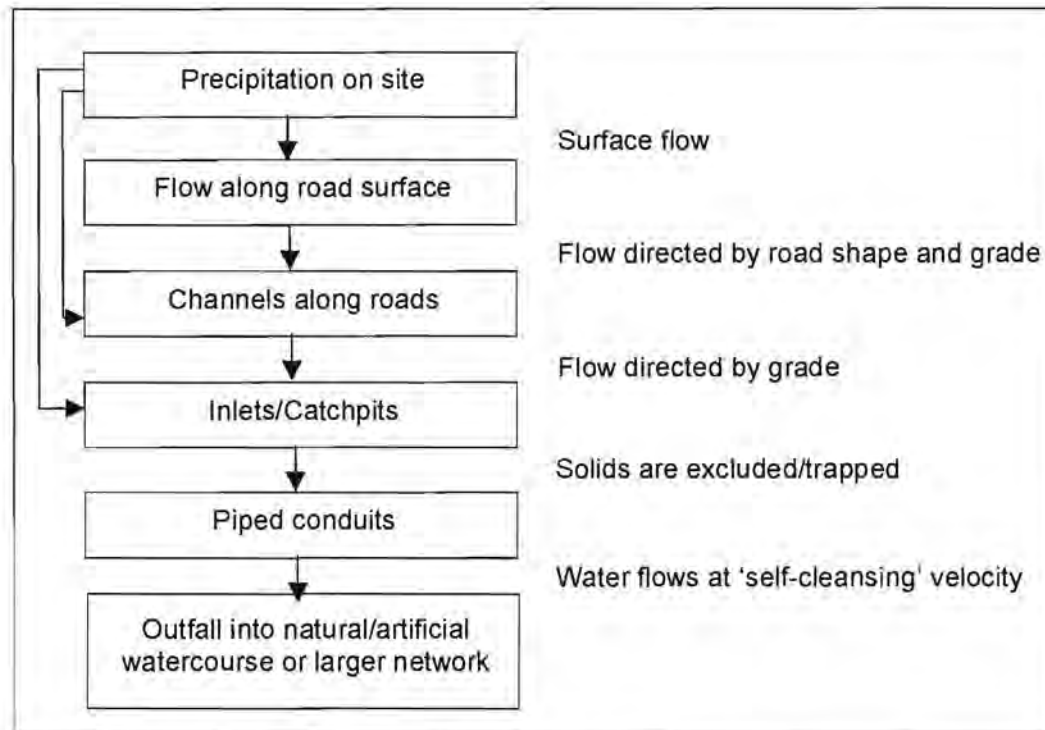 Precipitation on site
Surface flow
Flow along road surface
Flow directed by road shape and grade
Channels along roads
Flow directed by grade
Inlets/Catchpits
Solids are excluded/trapped
Piped conduits
Water flows at ‘self-cleansing’ velocity
Outfall into natural/artificial
watercourse or larger network